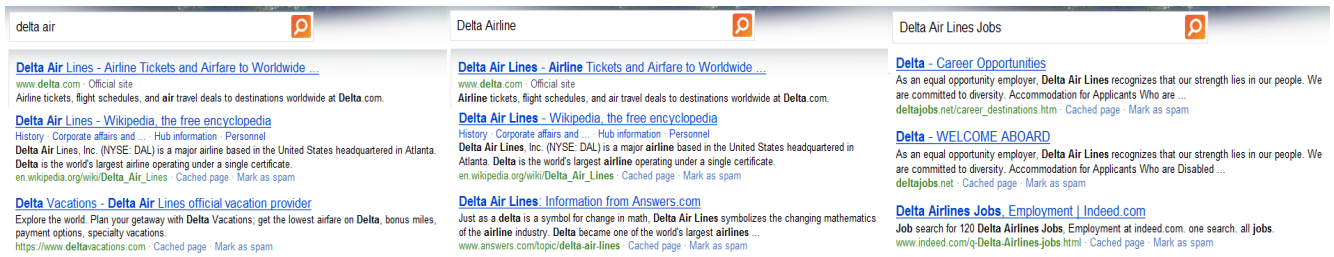 delta air
Delta Air Lines - Airline Tickets and Airfare to Worldwide ...
www.delta.com · Official site
Airline tickets, flight schedules, and air travel deals to destinations worldwide at Delta.com.
Delta Air Lines - Wikipedia, the free encyclopedia
History · Corporate affairs and ... · Hub information · Personnel
Delta Air Lines, Inc. (NYSE: DAL) is a major airline based in the United States headquartered in Atlanta.
Delta is the world's largest airline operating under a single certificate.
en.wikipedia.org/wiki/Delta_Air_Lines · Cached page · Mark as spam
Delta Vacations - Delta Air Lines official vacation provider
Explore the world. Plan your getaway with Delta Vacations; get the lowest airfare on Delta, bonus miles,
payment options, specialty vacations.
https://www.deltavacations.com · Cached page · Mark as spam
Delta Airline
Delta Air Lines - Airline Tickets and Airfare to Worldwide ...
www.delta.com · Official site
Airline tickets, flight schedules, and air travel deals to destinations worldwide at Delta.com.
Delta Air Lines - Wikipedia, the free encyclopedia
History · Corporate affairs and ... · Hub information · Personnel
Delta Air Lines, Inc. (NYSE: DAL) is a major airline based in the United States headquartered in
Atlanta. Delta is the world's largest airline operating under a single certificate.
en.wikipedia.org/wiki/Delta_Air_Lines · Cached page · Mark as spam
Delta Air Lines: Information from Answers.com
Just as a delta is a symbol for change in math, Delta Air Lines symbolizes the changing mathematics
of the airline industry. Delta became one of the world's largest airlines ...
www.answers.com/topic/delta-air-lines · Cached page · Mark as spam
Delta Air Lines Jobs
Delta - Career Opportunities
As an equal opportunity employer, Delta Air Lines recognizes that our strength lies in our people. We
are committed to diversity. Accommodation for Applicants Who are ...
deltajobs.net/career_destinations.htm · Cached page · Mark as spam
Delta - WELCOME ABOARD
As an equal opportunity employer, Delta Air Lines recognizes that our strength lies in our people. We
are committed to diversity. Accommodation for Applicants Who are Disabled ...
deltajobs.net · Cached page · Mark as spam
Delta Airlines Jobs, Employment | Indeed.com
Job search for 120 Delta Airlines Jobs, Employment at indeed.com. one search. all jobs.
www.indeed.com/q-Delta-Airlines-jobs.html · Cached page · Mark as spam